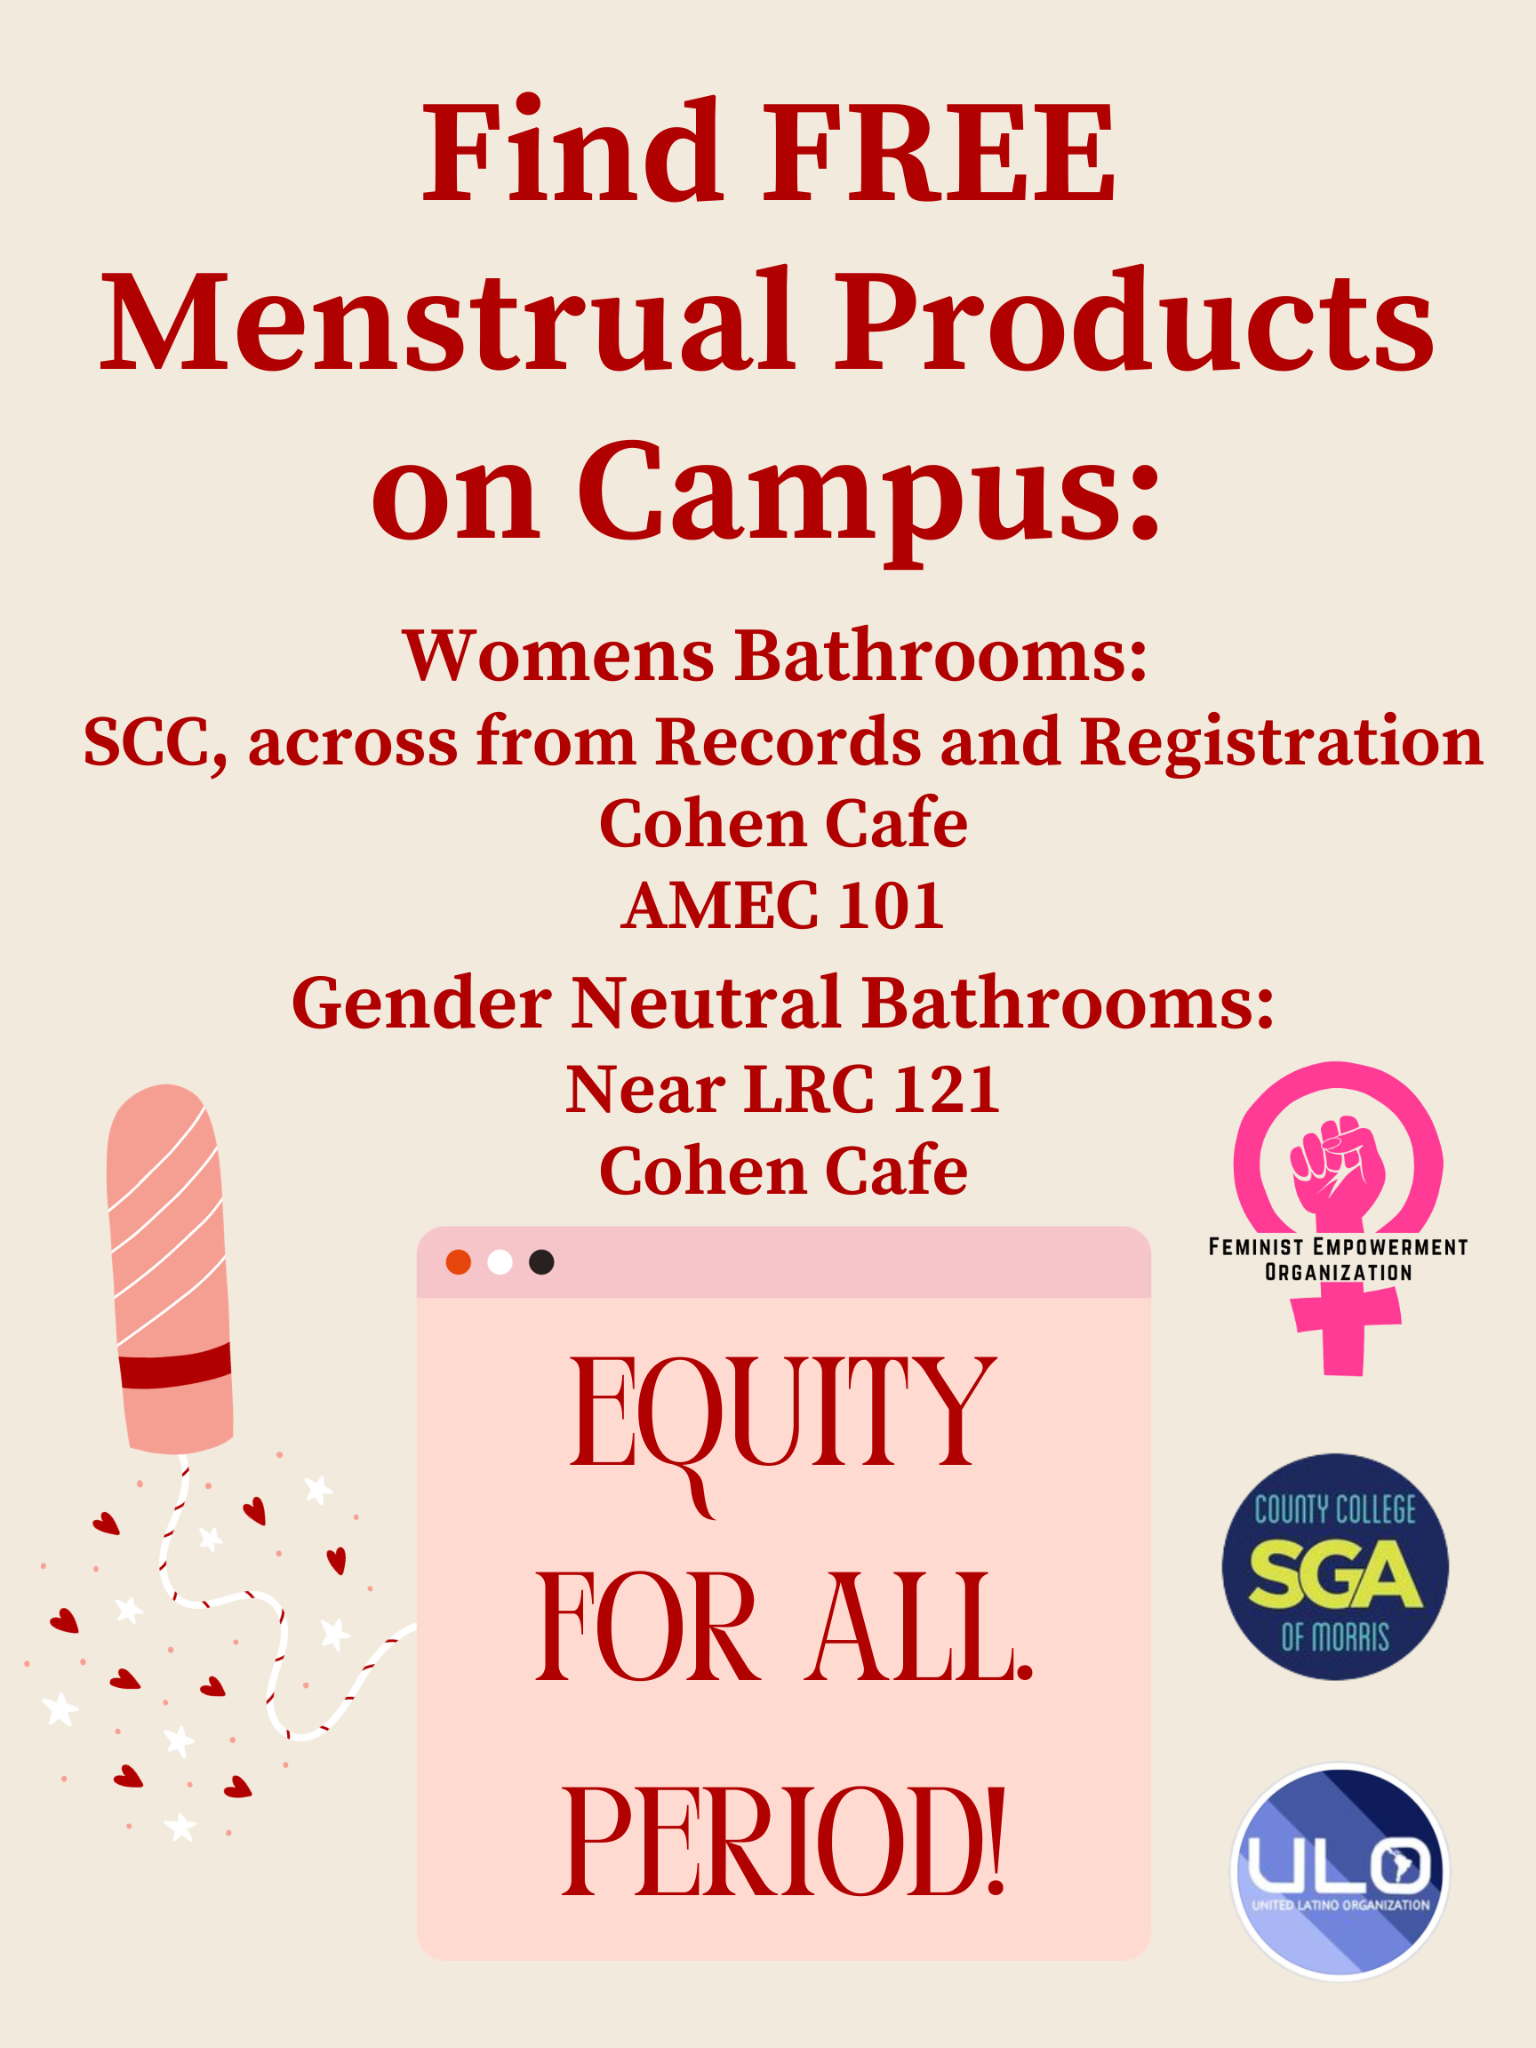 Find FREE
Menstrual Products
on Campus:
Womens Bathrooms:
SCC, across from Records and Registration
Cohen Cafe
AMEC 101
Gender Neutral Bathrooms:
Near LRC 121
Cohen Cafe
FEMINIST EMPOWERMENT
ORGANIZATION
EQUITY
FOR ALL.
PERIOD!
COUNTY COLLEGE
SGA
OF MORRIS
ULO
UNITED LATINO ORGANIZATION